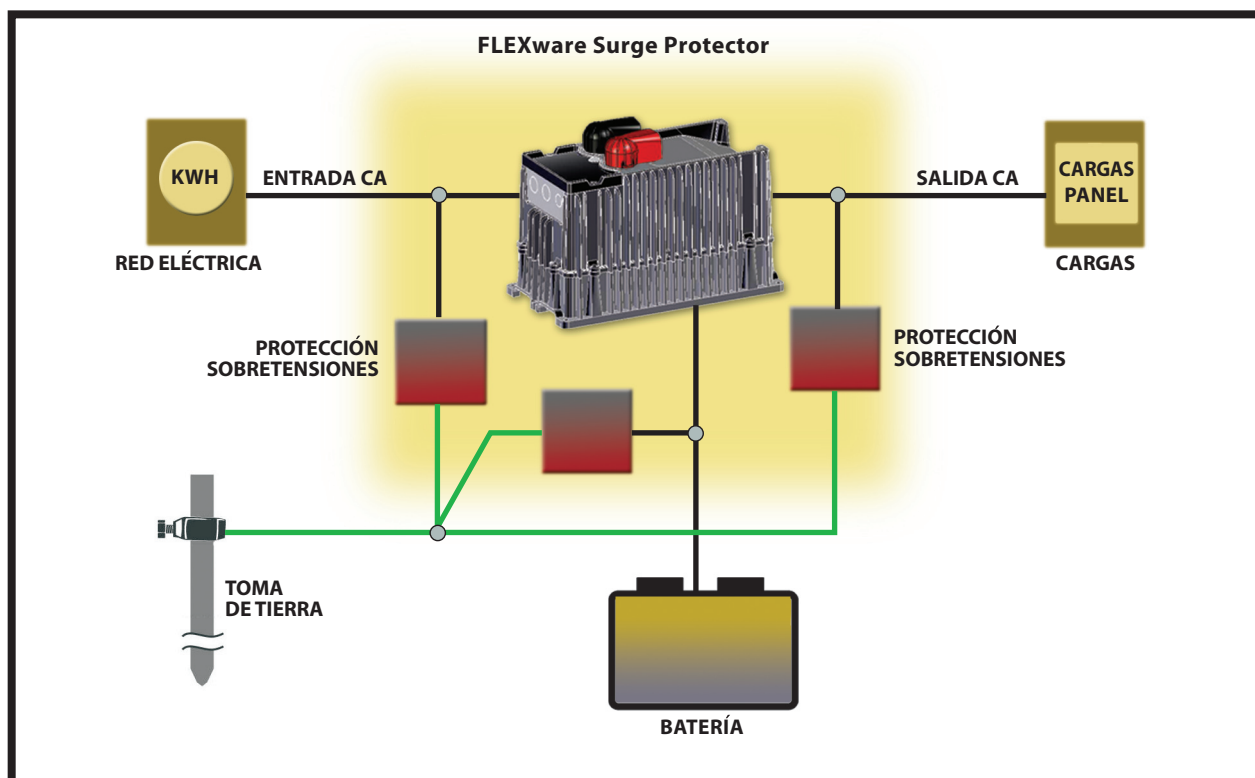 FLEXware Surge Protector
KWH
ENTRADA CA
RED ELÉCTRICA
SALIDA CA
CARGAS
PANEL
CARGAS
PROTECCIÓN
SOBRETENSIONES
PROTECCIÓN
SOBRETENSIONES
TOMA
DE TIERRA
BATERÍA